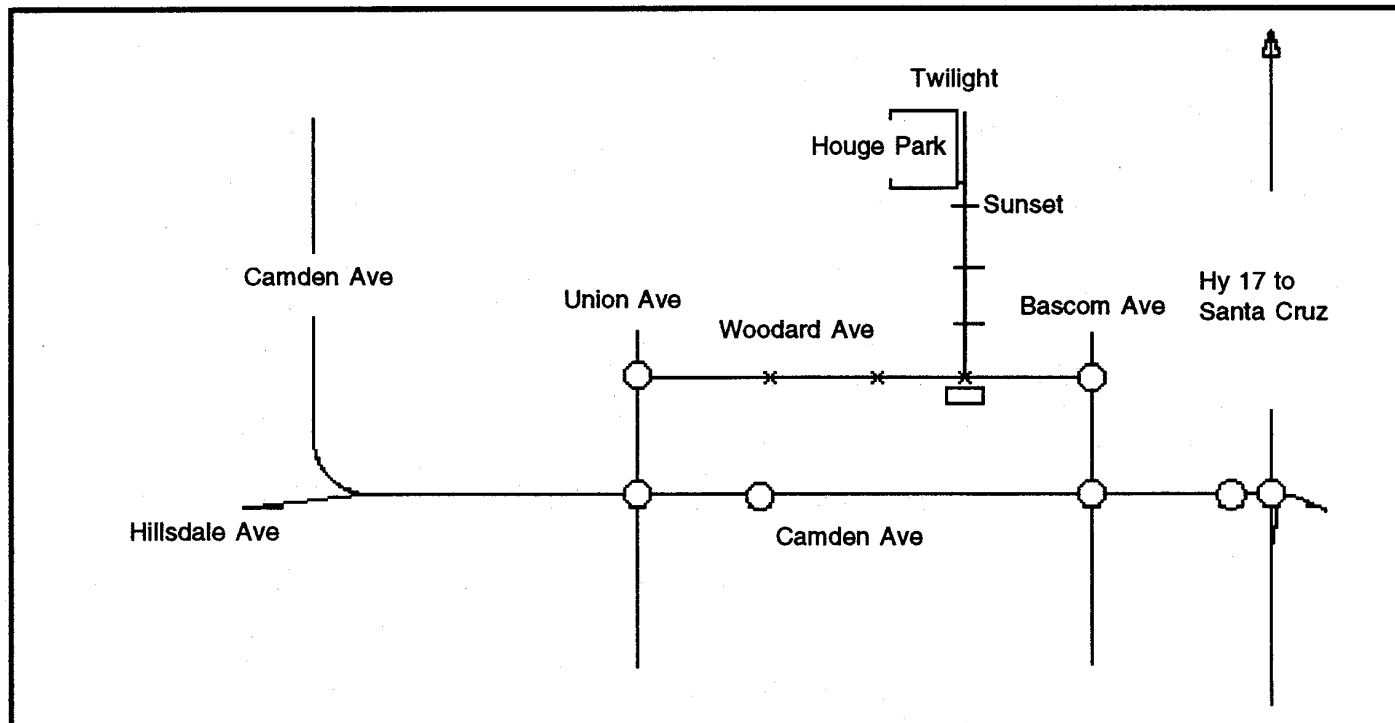 Twilight
Houge Park
Sunset
Camden Ave
Hy 17 to
Santa Cruz
Union Ave
Bascom Ave
Woodard Ave
Hillsdale Ave
Camden Ave